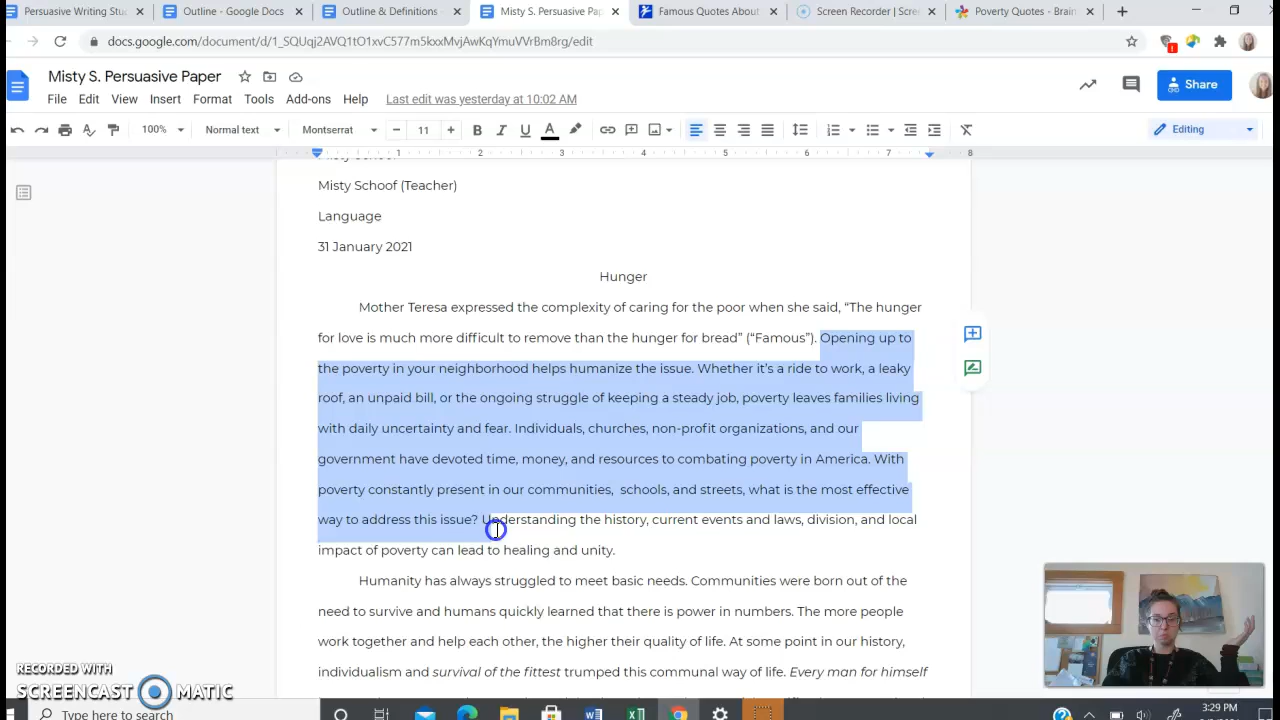 Persuasive Writing Stu
Outline - Google Docs
Outline & Definitions
Misty S. Persuasive Pap
Famous Quotes About
Screen Recorder | Scre
Poverty Quotes - Brain
docs.google.com/document/d/1_SQUqj2AVQ1tO1xvC577m5kxxMvjAwKqYmuVVrBm8rg/edit
Misty S. Persuasive Paper
File Edit View Insert Format Tools Add-ons Help Last edit was yesterday at 10:02 AM
Share
100% Normal text Montserrat 11 Editing
1 2 3 4 5 6 7 8
Misty Schoof (Teacher)
Language
31 January 2021
Hunger
Mother Teresa expressed the complexity of caring for the poor when she said, “The hunger
for love is much more difficult to remove than the hunger for bread” (“Famous”). Opening up to
the poverty in your neighborhood helps humanize the issue. Whether it’s a ride to work, a leaky
roof, an unpaid bill, or the ongoing struggle of keeping a steady job, poverty leaves families living
with daily uncertainty and fear. Individuals, churches, non-profit organizations, and our
government have devoted time, money, and resources to combating poverty in America. With
poverty constantly present in our communities, schools, and streets, what is the most effective
way to address this issue? Understanding the history, current events and laws, division, and local
impact of poverty can lead to healing and unity.
Humanity has always struggled to meet basic needs. Communities were born out of the
need to survive and humans quickly learned that there is power in numbers. The more people
work together and help each other, the higher their quality of life. At some point in our history,
individualism and survival of the fittest trumped this communal way of life. Every man for himself
RECORDED WITH
SCREENCAST MATIC
Type here to search
3:29 PM